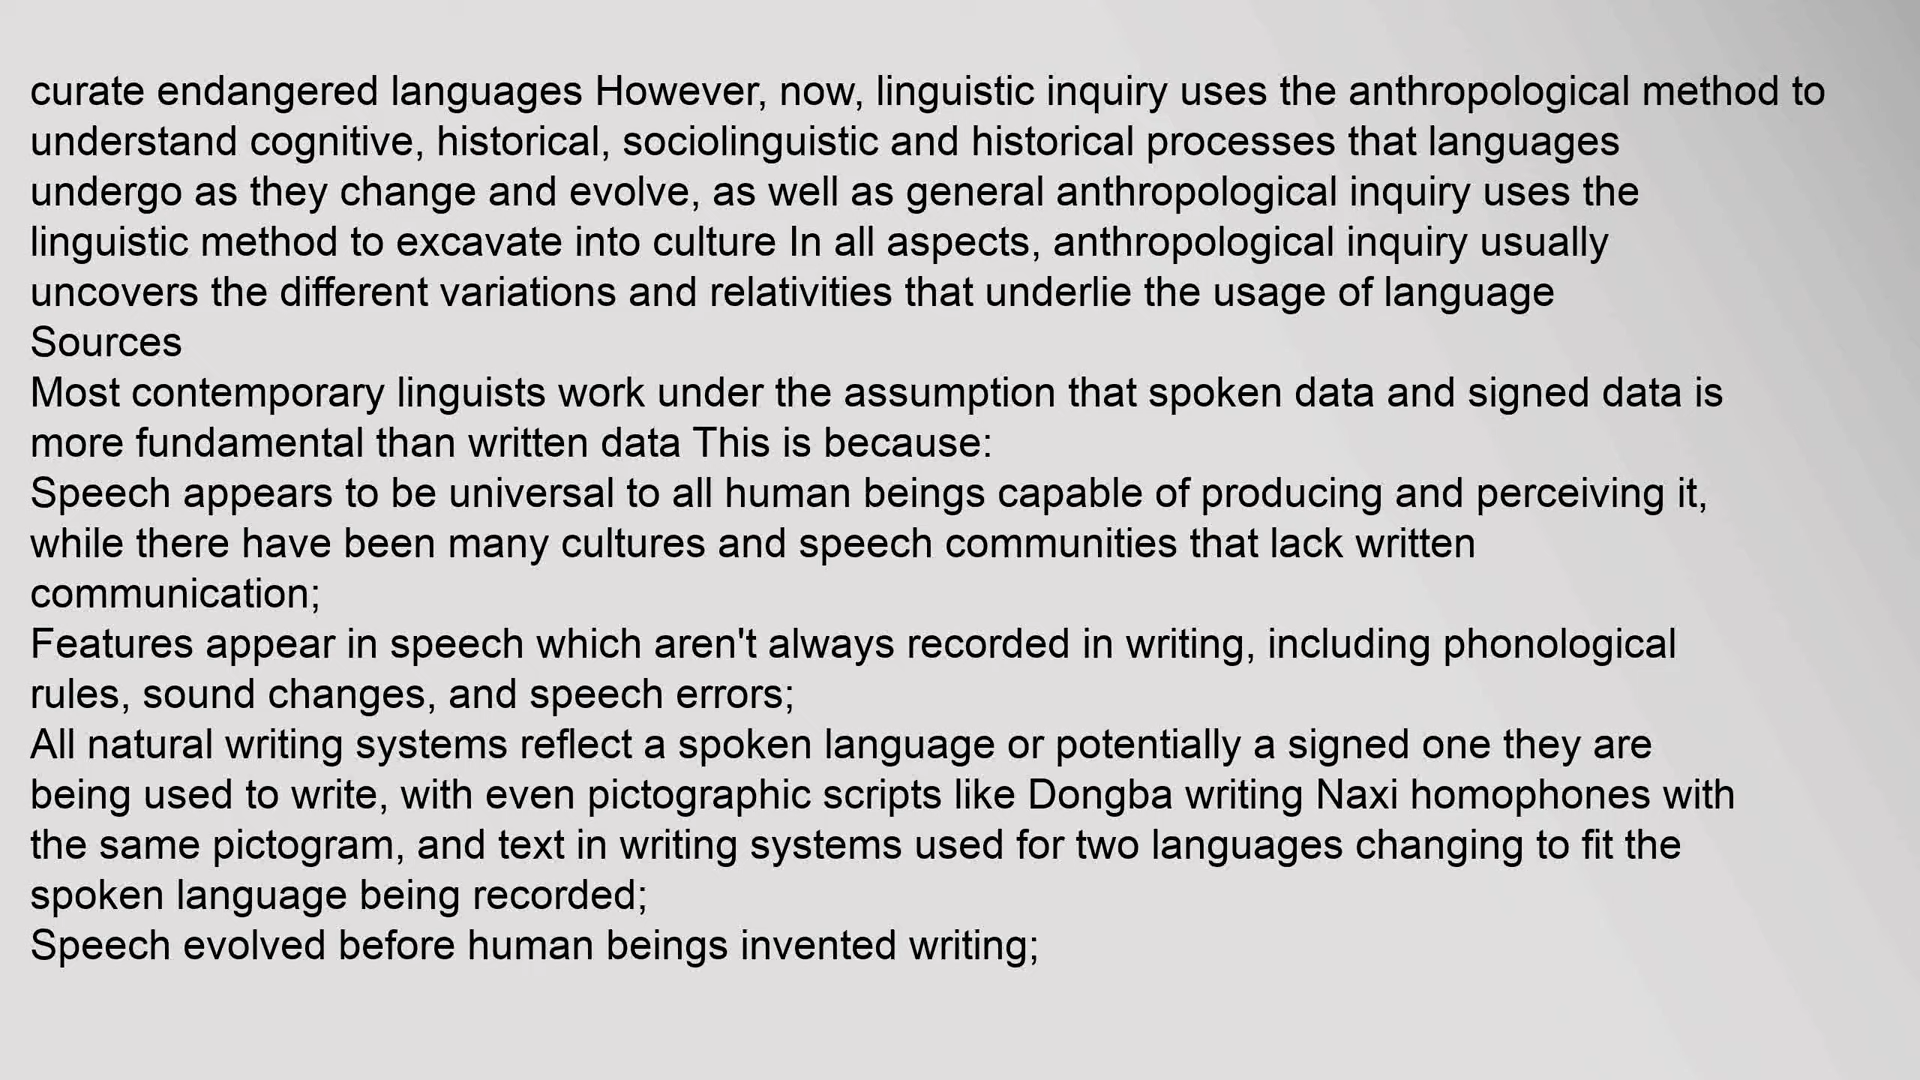 curate endangered languages However, now, linguistic inquiry uses the anthropological method to
understand cognitive, historical, sociolinguistic and historical processes that languages
undergo as they change and evolve, as well as general anthropological inquiry uses the
linguistic method to excavate into culture In all aspects, anthropological inquiry usually
uncovers the different variations and relativities that underlie the usage of language
Sources
Most contemporary linguists work under the assumption that spoken data and signed data is
more fundamental than written data This is because:
Speech appears to be universal to all human beings capable of producing and perceiving it,
while there have been many cultures and speech communities that lack written
communication;
Features appear in speech which aren't always recorded in writing, including phonological
rules, sound changes, and speech errors;
All natural writing systems reflect a spoken language or potentially a signed one they are
being used to write, with even pictographic scripts like Dongba writing Naxi homophones with
the same pictogram, and text in writing systems used for two languages changing to fit the
spoken language being recorded;
Speech evolved before human beings invented writing;